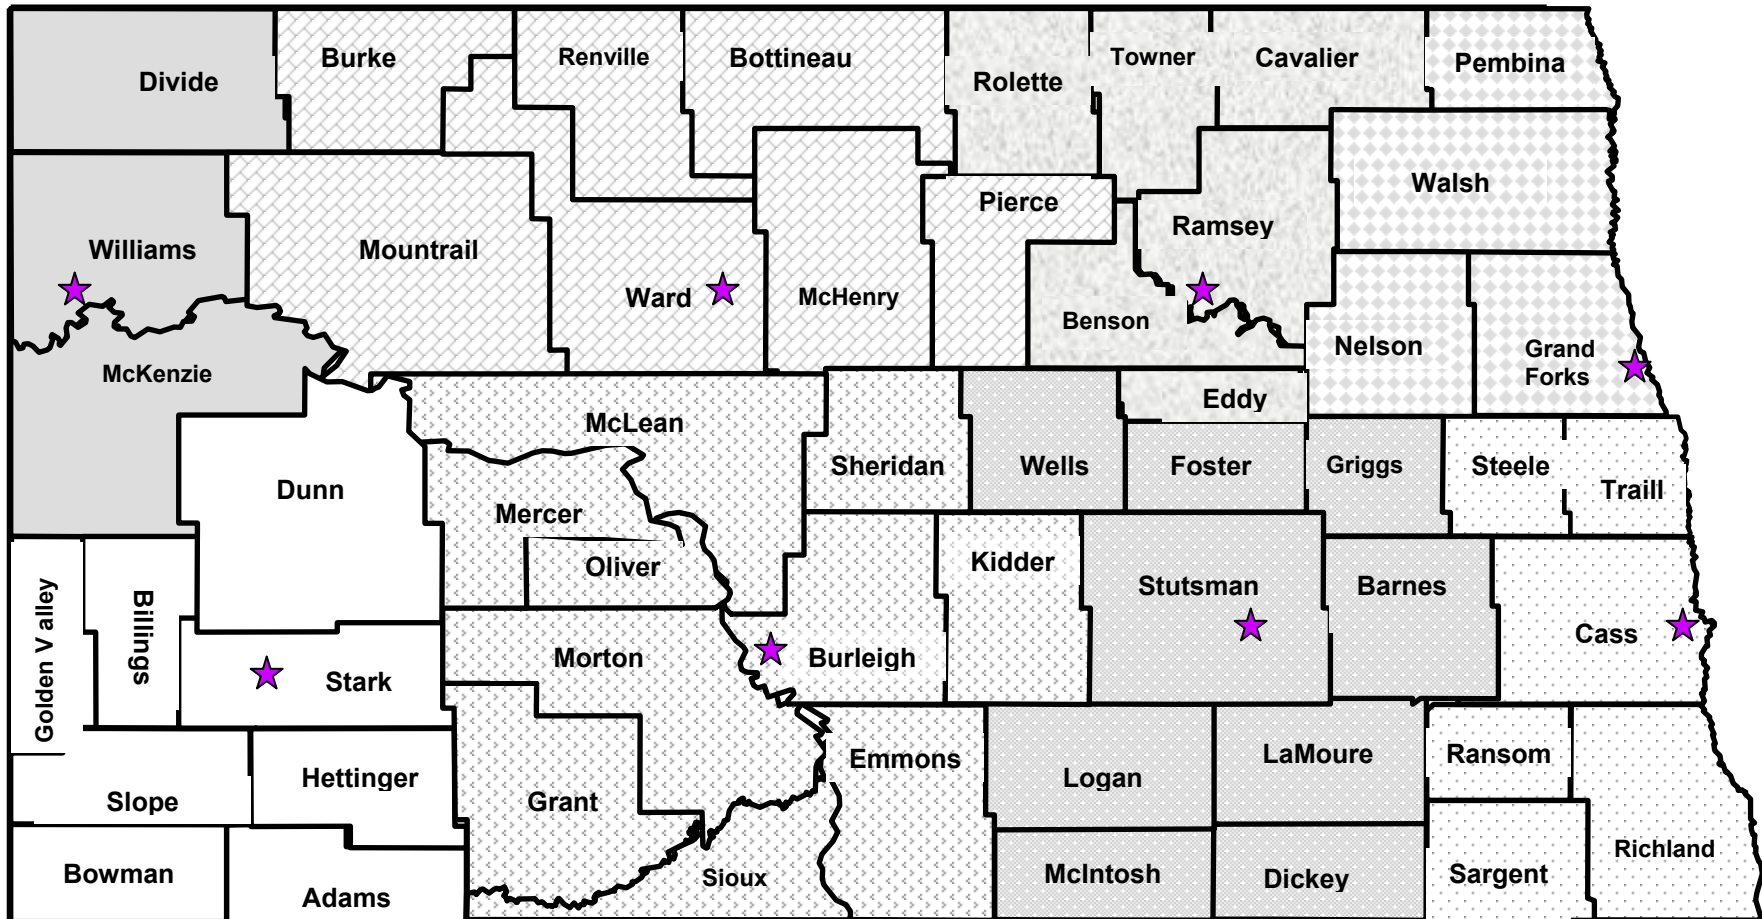 Divide
Burke
Renville
Bottineau
Rolette
Towner
Cavalier
Pembina
Williams
Mountrail
Ward
McHenry
Pierce
Benson
Ramsey
Walsh
Nelson
Grand
Forks
McKenzie
Dunn
McLean
Mercer
Oliver
Sheridan
Wells
Eddy
Foster
Griggs
Steele
Traill
Golden V alley
Billings
Stark
Morton
Burleigh
Kidder
Stutsman
Barnes
Cass
Slope
Hettinger
Grant
Emmons
Logan
LaMoure
Ransom
Richland
Bowman
Adams
Sioux
McIntosh
Dickey
Sargent